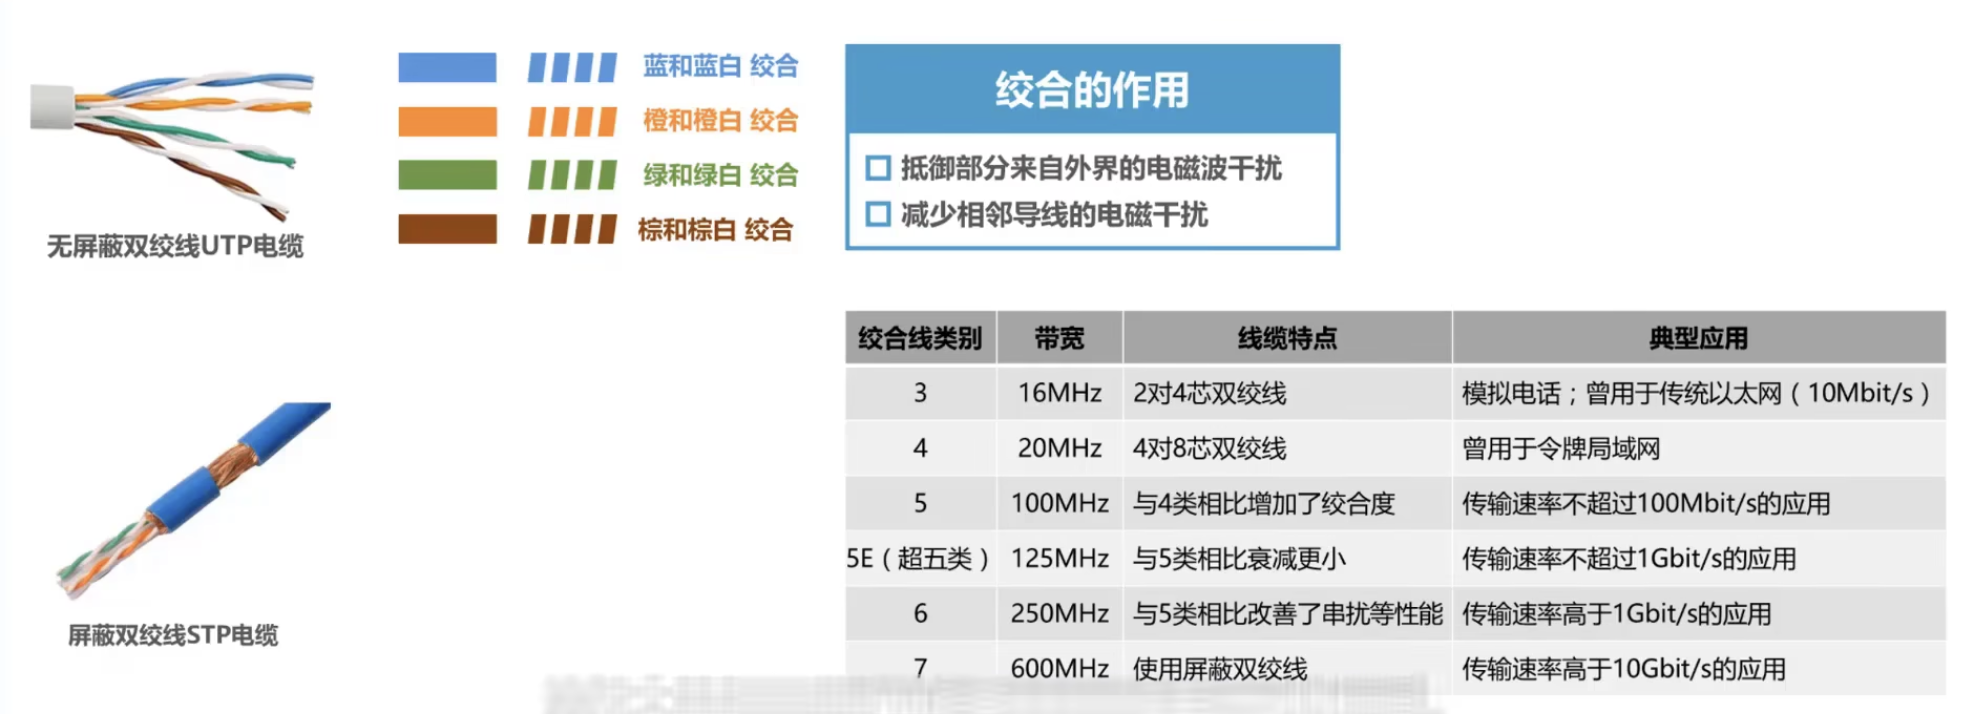 蓝和蓝白 绞合
橙和橙白 绞合
绿和绿白 绞合
棕和棕白 绞合
无屏蔽双绞线UTP电缆
屏蔽双绞线STP电缆
绞合的作用
抵御部分来自外界的电磁波干扰
减少相邻导线的电磁干扰
绞合线类别 带宽 线缆特点 典型应用
3 16MHz 2对4芯双绞线 模拟电话；曾用于传统以太网（10Mbit/s）
4 20MHz 4对8芯双绞线 曾用于令牌局域网
5 100MHz 与4类相比增加了绞合度 传输速率不超过100Mbit/s的应用
5E（超五类） 125MHz 与5类相比衰减更小 传输速率不超过1Gbit/s的应用
6 250MHz 与5类相比改善了串扰等性能 传输速率高于1Gbit/s的应用
7 600MHz 使用屏蔽双绞线 传输速率高于10Gbit/s的应用